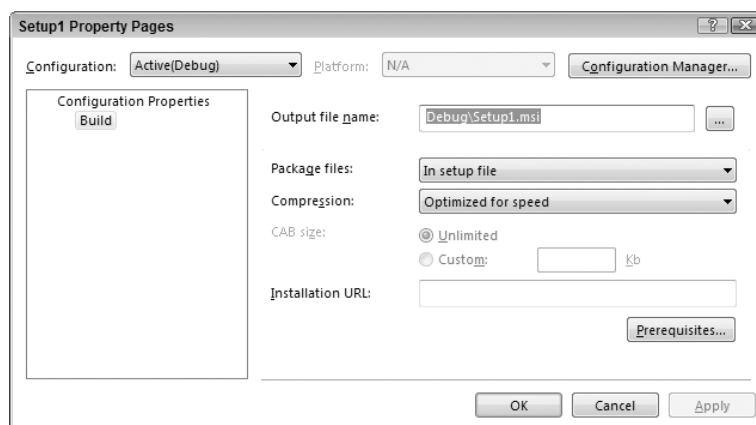 Setup1 Property Pages
Configuration: Active(Debug) Platform: N/A Configuration Manager...
Configuration Properties
Build
Output file name: Debug\Setup1.msi ...
Package files: In setup file
Compression: Optimized for speed
CAB size: Unlimited
Custom: Kb
Installation URL:
Prerequisites...
OK Cancel Apply